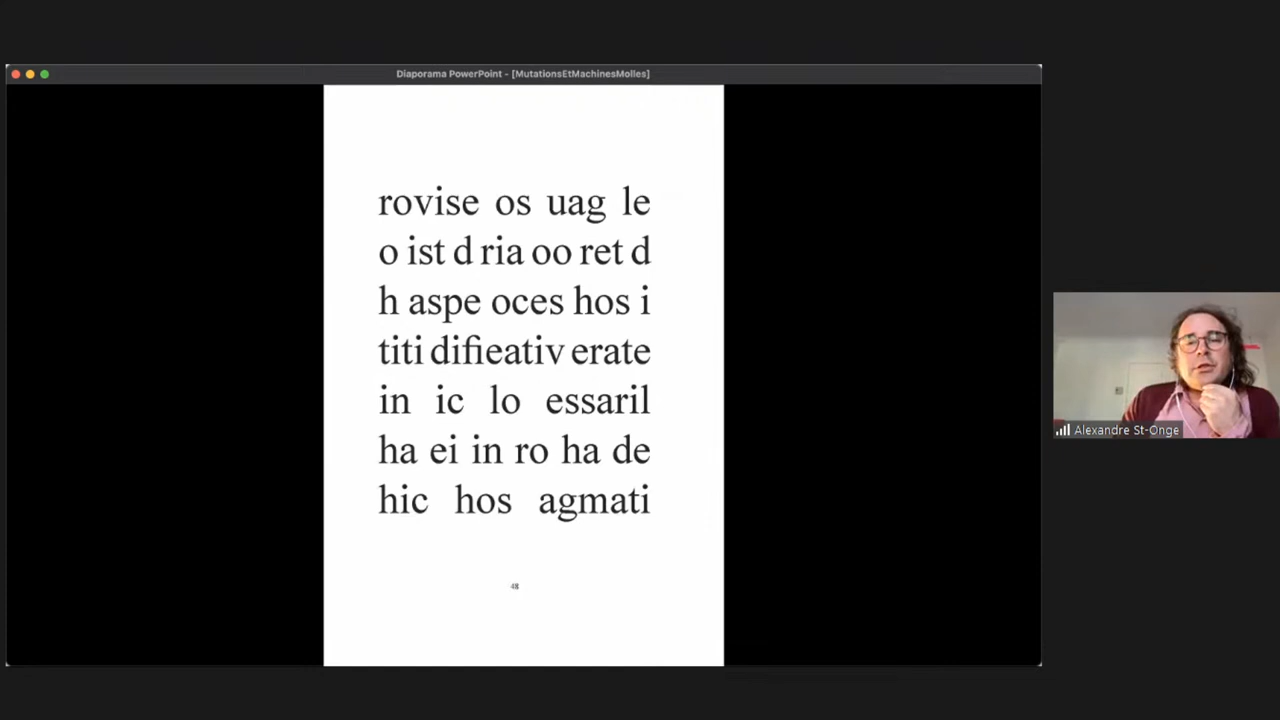 Diaporama PowerPoint - [MutationsEtMachinesMolles]
rovise os uag le
o ist d ria oo ret d
h aspe oces hos i
titi difieativ erate
in ic lo essaril
ha ei in ro ha de
hic hos agmati
48
Alexandre St-Onge